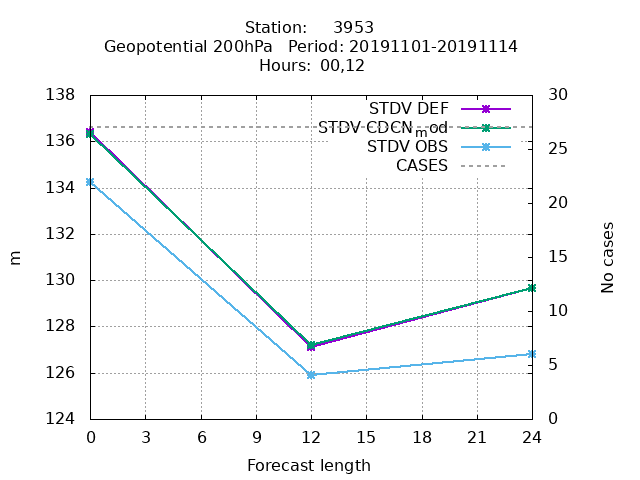 Station: 3953
Geopotential 200hPa Period: 20191101-20191114
Hours: 00,12
STDV DEF
STDV CDCN_mod
STDV OBS
CASES
138
136
134
132
130
128
126
124
m
30
25
20
15
10
5
0
No cases
0 3 6 9 12 15 18 21 24
Forecast length